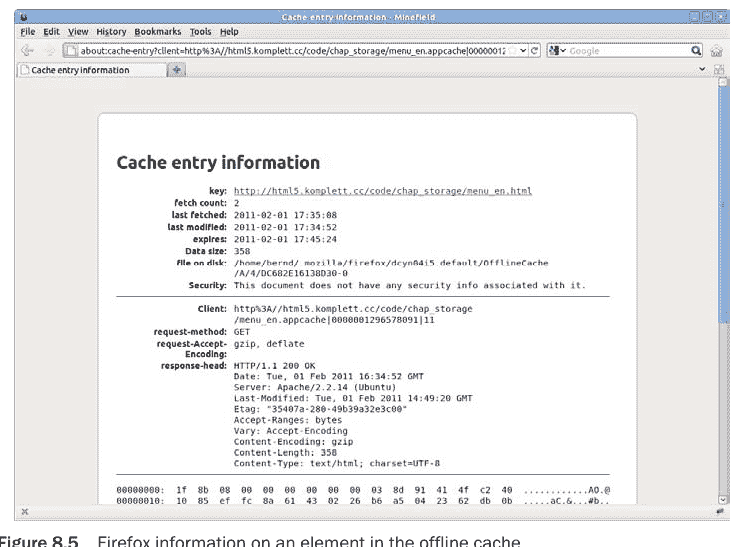 Cache entry information - Minefield
File Edit View History Bookmarks Tools Help
about:cache-entry?client=http%3A//html5.komplett.cc/code/chap_storage/menu_en.appcache|00000012 Google
Cache entry information
Cache entry information
key: http://html5.komplett.cc/code/chap_storage/menu_en.html
fetch count: 2
last fetched: 2011-02-01 17:35:08
last modified: 2011-02-01 17:34:52
expires: 2011-02-01 17:45:24
Data size: 358
file on disk: /home/bernd/.mozilla/firefox/dcyn04i5.default/OfflineCache
/A/4/DC682E16138D30-0
Security: This document does not have any security info associated with it.
Client: http%3A//html5.komplett.cc/code/chap_storage
/menu_en.appcache|0000001296578091|11
request-method: GET
request-Accept- gzip, deflate
Encoding:
response-head: HTTP/1.1 200 OK
Date: Tue, 01 Feb 2011 16:34:52 GMT
Server: Apache/2.2.14 (Ubuntu)
Last-Modified: Tue, 01 Feb 2011 14:49:20 GMT
Etag: "35407a-280-49b39a32e3c00"
Accept-Ranges: bytes
Vary: Accept-Encoding
Content-Encoding: gzip
Content-Length: 358
Content-Type: text/html; charset=UTF-8
00000000: 1f 8b 08 00 00 00 00 00 00 03 8d 91 41 4f c2 40 ............AO.@
00000010: 10 85 ef fc 8a 61 43 02 26 b6 a5 04 23 62 db 0b .....aC.&...#b..
Figure 8.5 Firefox information on an element in the offline cache